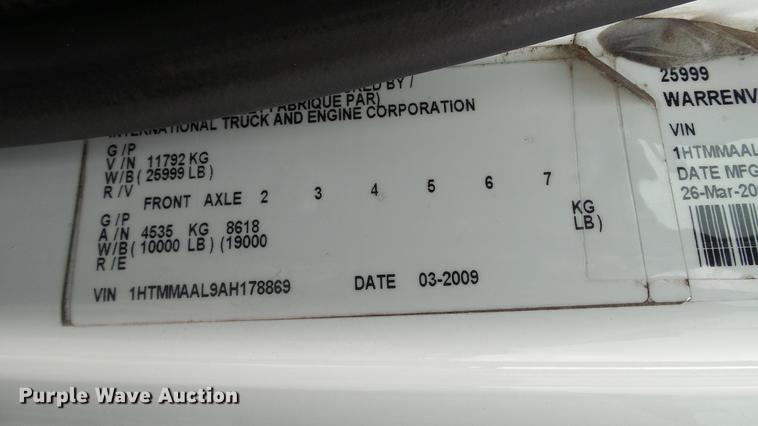 FABRIQUE PAR)
INTERNATIONAL TRUCK AND ENGINE CORPORATION
G/P
V/N 11792 KG
W/B( 25999 LB)
R/V
FRONT AXLE 2 3 4 5 6 7
G/P
A/N 4535 KG 8618 KG
W/B(10000 LB) (19000 LB)
R/E
VIN 1HTMMAAL9AH178869 DATE 03-2009
25999
WARRENV
VIN
1HTMMAAL
DATE MFG
26-Mar-20
Purple Wave Auction